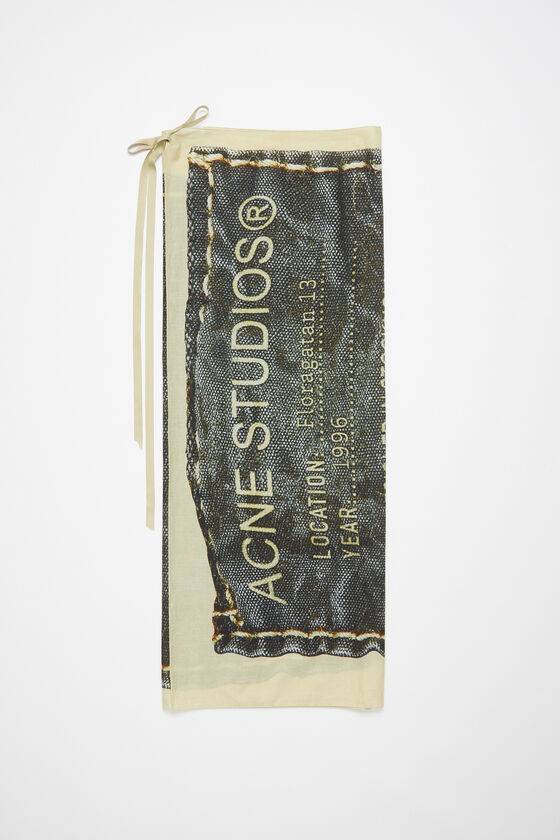 ACNE STUDIOS®
LOCATION: Floragatan 13
YEAR: 1996